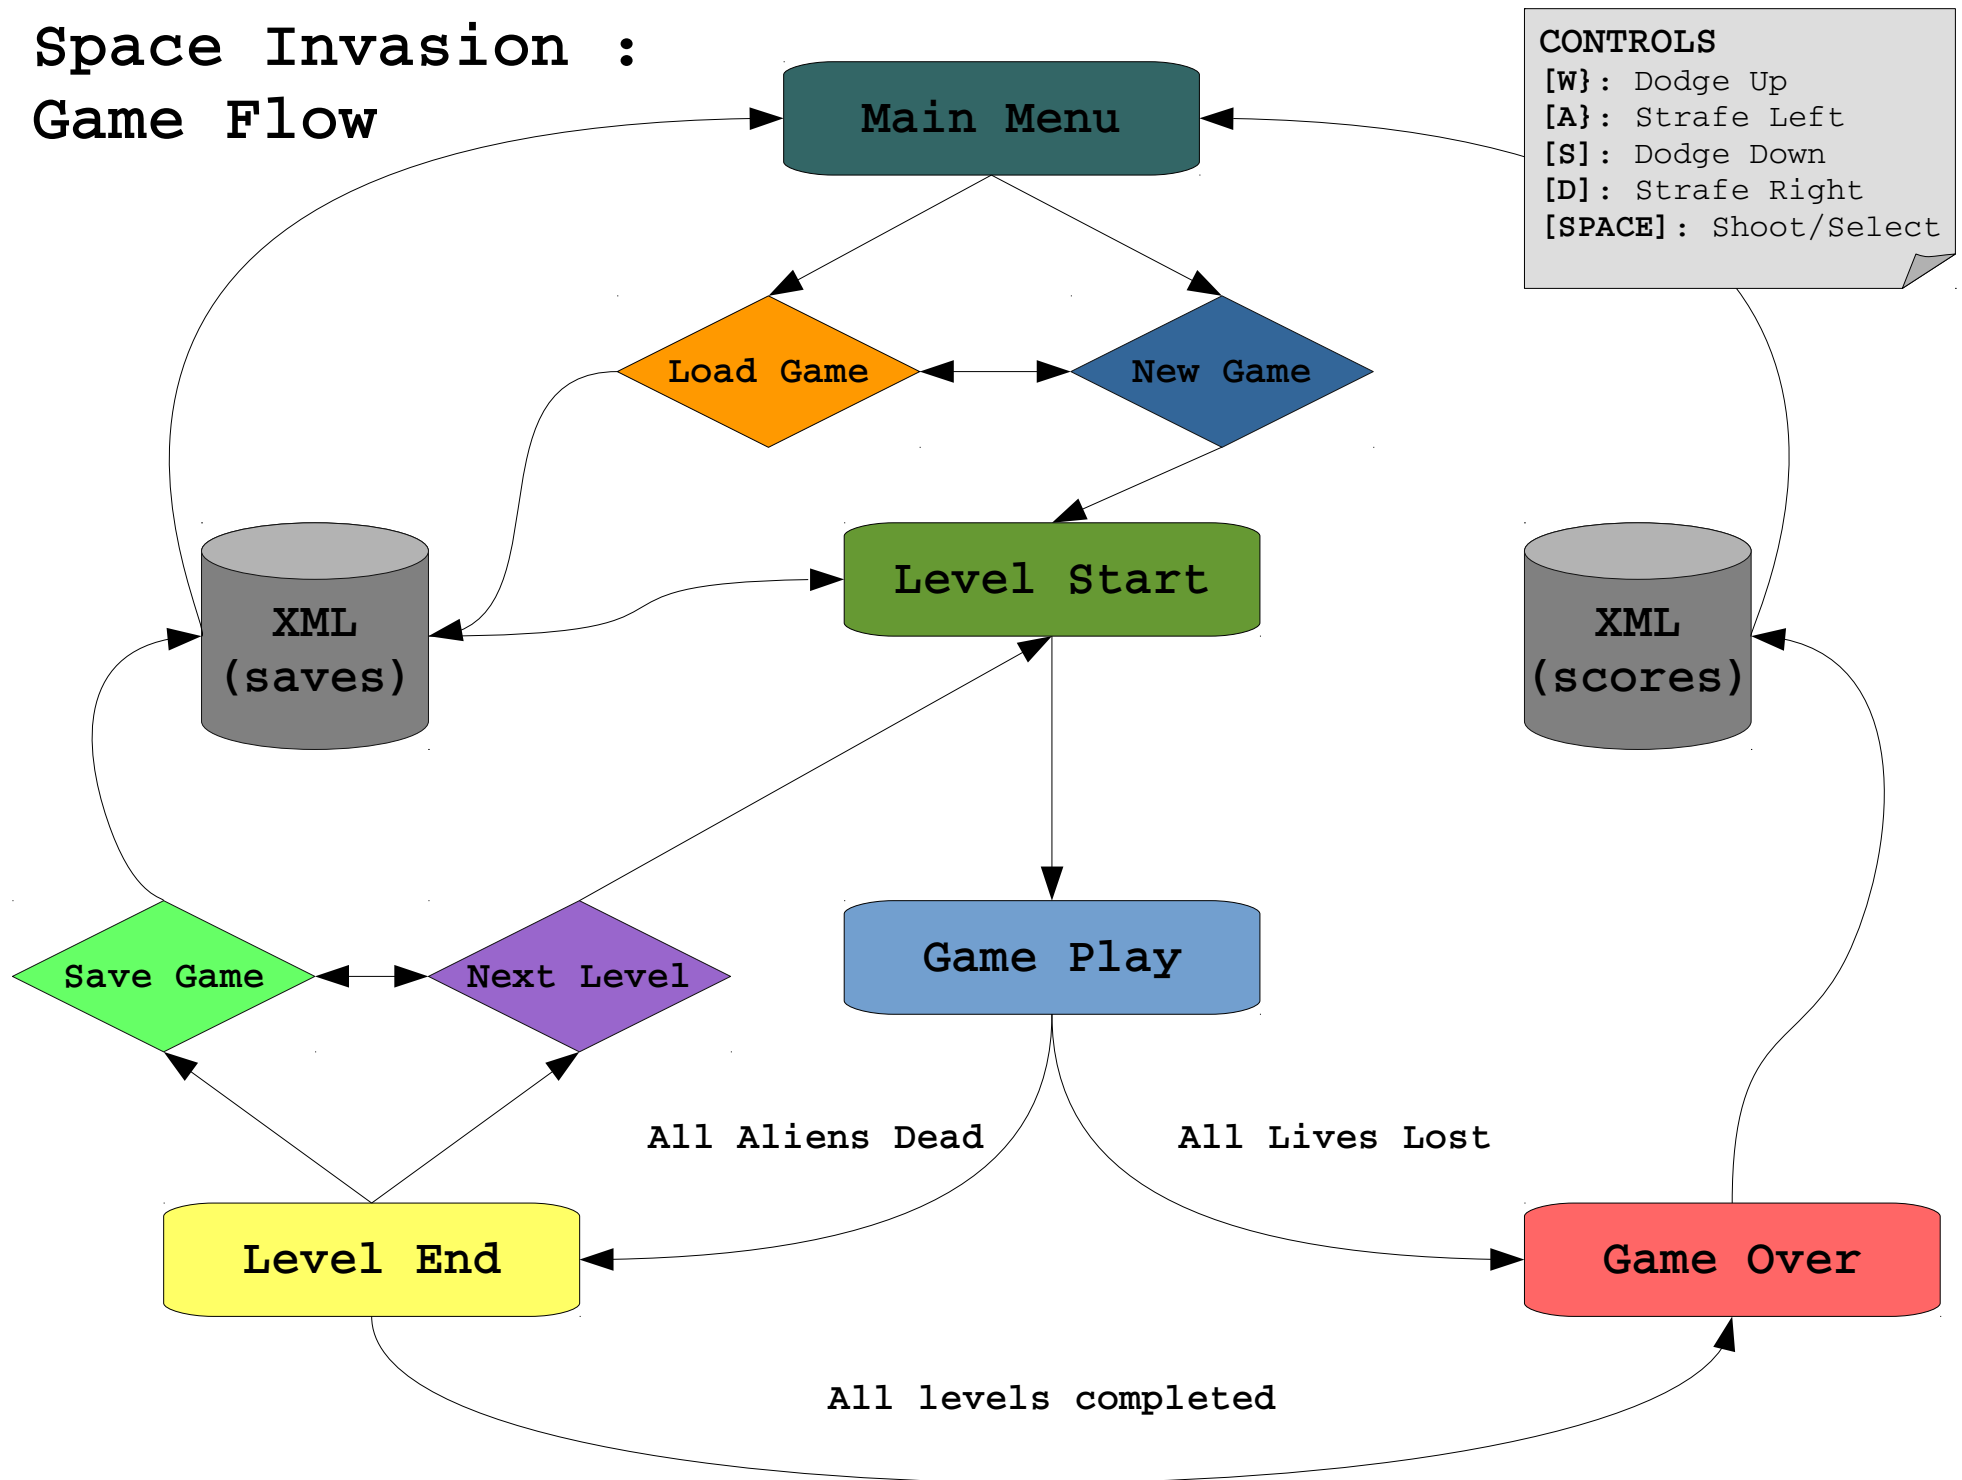 Space Invasion :
Game Flow
CONTROLS
[W}: Dodge Up
[A}: Strafe Left
[S]: Dodge Down
[D]: Strafe Right
[SPACE]: Shoot/Select
Main Menu
Load Game
New Game
Level Start
XML
(saves)
XML
(scores)
Save Game
Next Level
Game Play
All Aliens Dead
All Lives Lost
Level End
Game Over
All levels completed